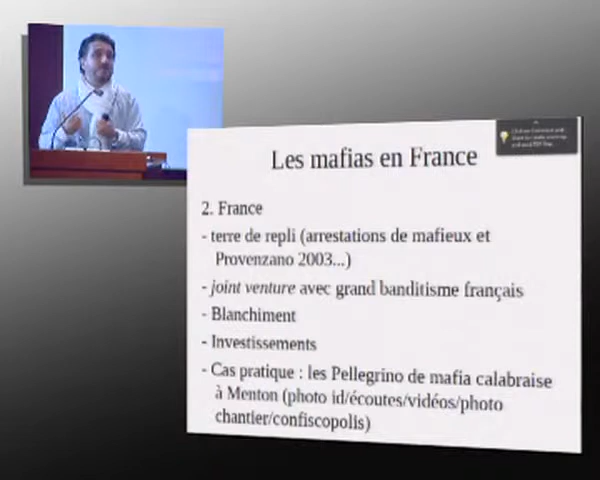 Les mafias en France
2. France
- terre de repli (arrestations de mafieux et
Provenzano 2003...)
- joint venture avec grand banditisme français
- Blanchiment
- Investissements
- Cas pratique : les Pellegrino de mafia calabraise
à Menton (photo id/écoutes/vidéos/photo
chantier/confiscopolis)